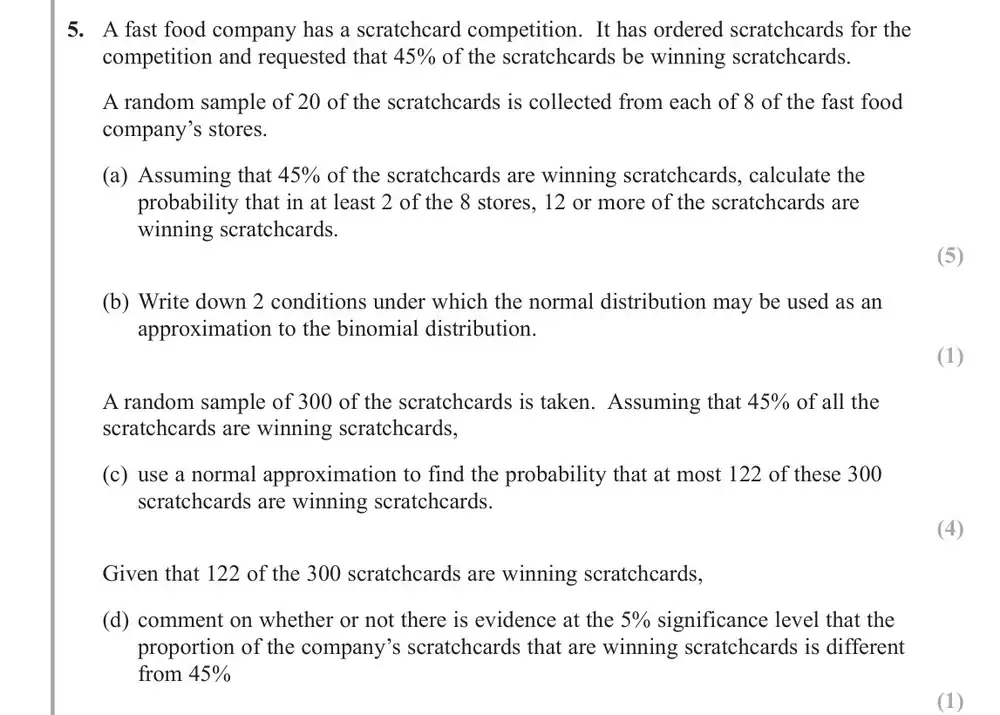 5. A fast food company has a scratchcard competition. It has ordered scratchcards for the
competition and requested that 45% of the scratchcards be winning scratchcards.
A random sample of 20 of the scratchcards is collected from each of 8 of the fast food
company's stores.
(a) Assuming that 45% of the scratchcards are winning scratchcards, calculate the
probability that in at least 2 of the 8 stores, 12 or more of the scratchcards are
winning scratchcards.
(5)
(b) Write down 2 conditions under which the normal distribution may be used as an
approximation to the binomial distribution.
(1)
A random sample of 300 of the scratchcards is taken. Assuming that 45% of all the
scratchcards are winning scratchcards,
(c) use a normal approximation to find the probability that at most 122 of these 300
scratchcards are winning scratchcards.
(4)
Given that 122 of the 300 scratchcards are winning scratchcards,
(d) comment on whether or not there is evidence at the 5% significance level that the
proportion of the company's scratchcards that are winning scratchcards is different
from 45%
(1)